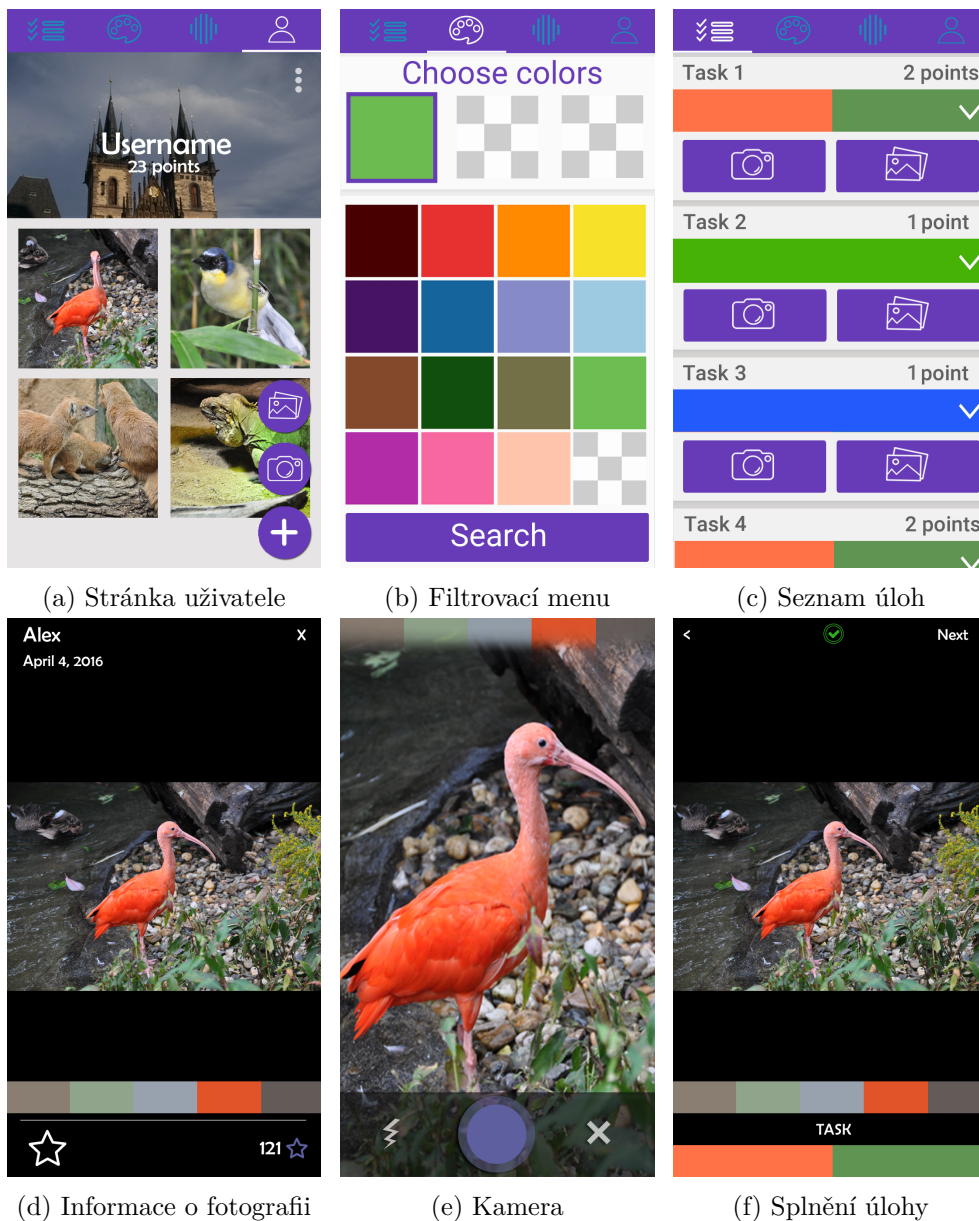 Username
23 points
(a) Stránka uživatele
Choose colors
Search
(b) Filtrovací menu
Task 1 2 points
Task 2 1 point
Task 3 1 point
Task 4 2 points
(c) Seznam úloh
Alex x
April 4, 2016
121
(d) Informace o fotografii
(e) Kamera
< Next
TASK
(f) Splnění úlohy